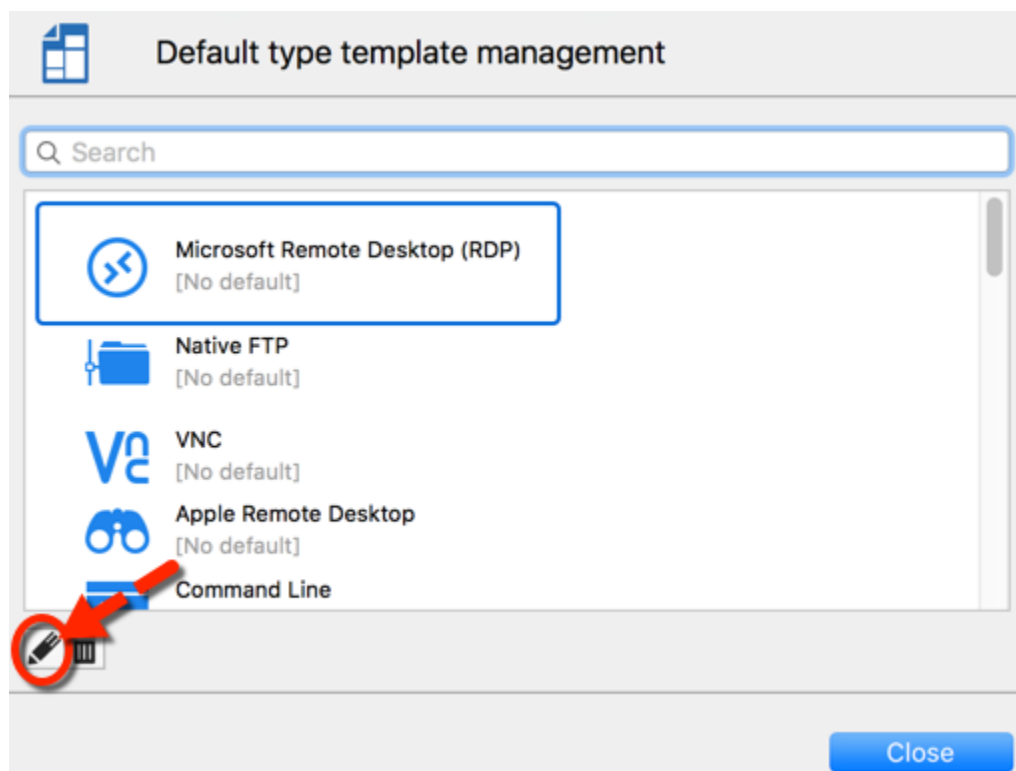 Default type template management
Search
Microsoft Remote Desktop (RDP)
[No default]
Native FTP
[No default]
VNC
VNC
[No default]
Apple Remote Desktop
[No default]
Command Line
Close